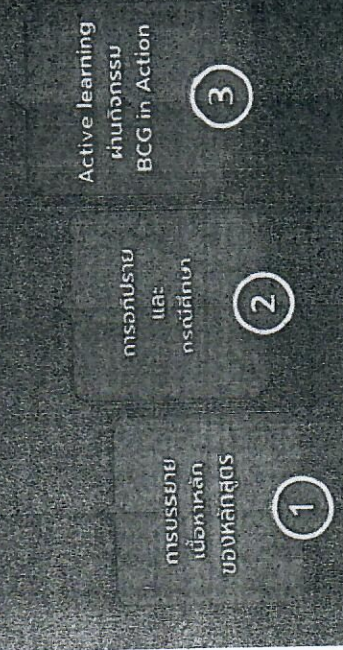 การบรรยาย
เนื้อหาหลัก
ของหลักสูตร
1
การอภิปราย
และ
กรณีศึกษา
2
Active learning
ผ่านกิจกรรม
BCG in Action
3